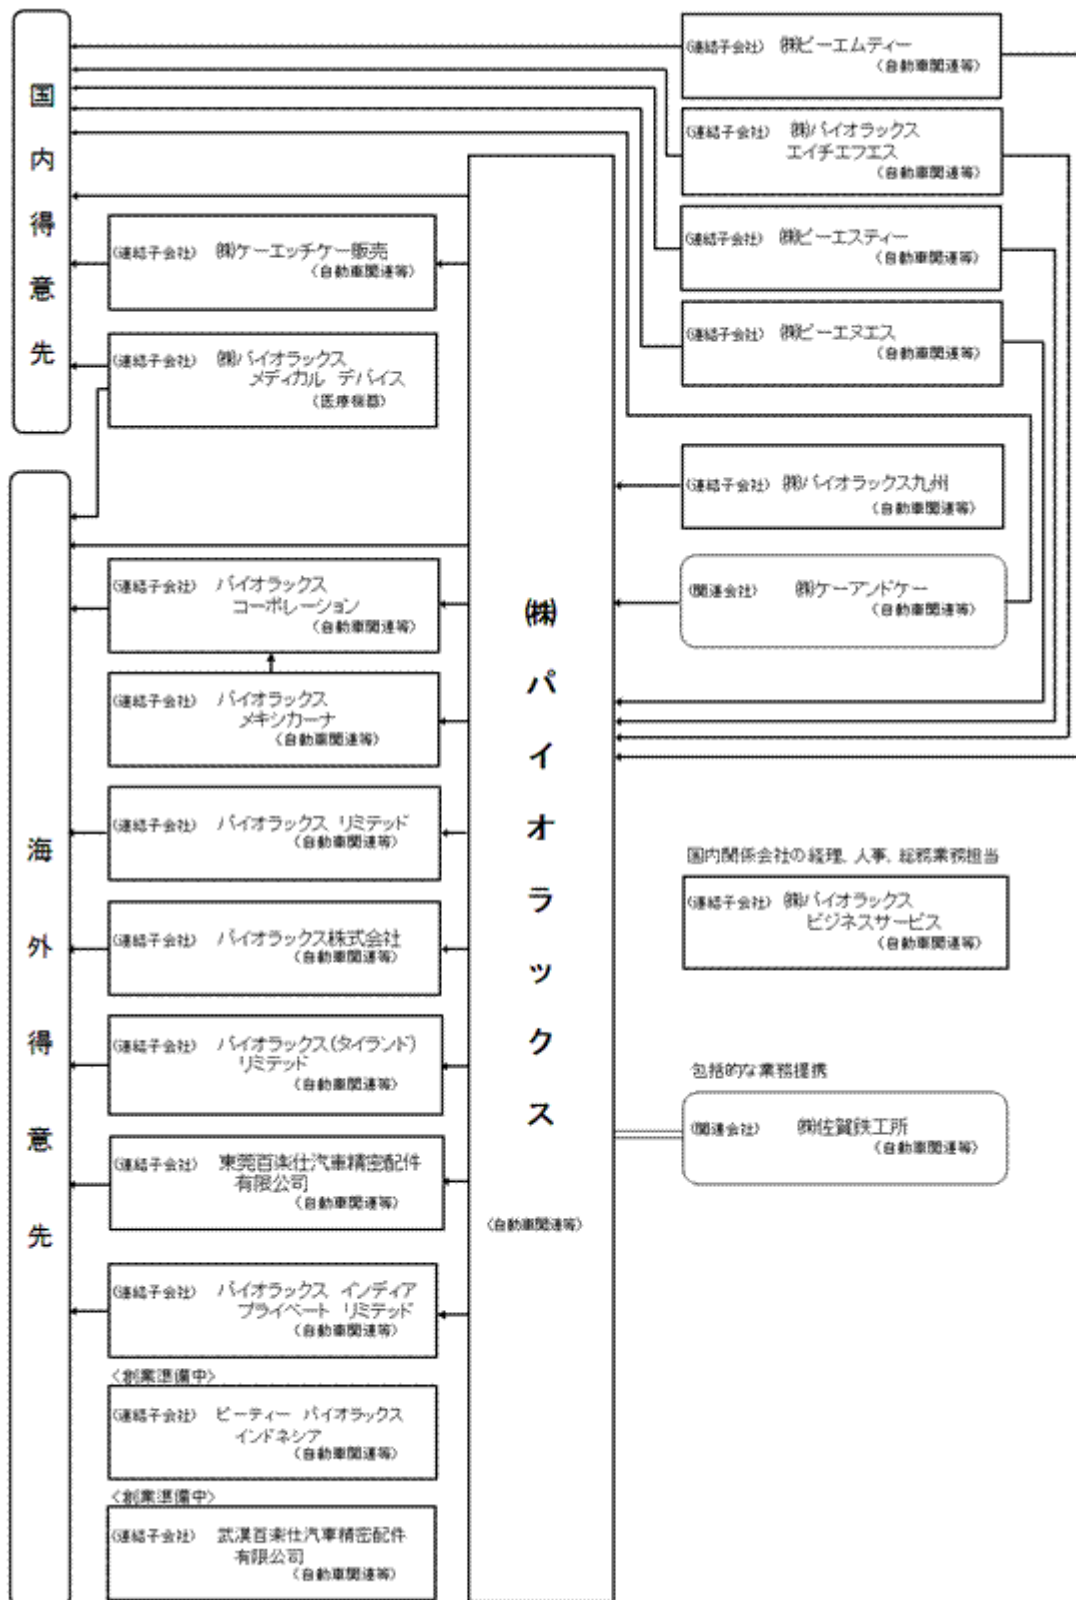 国内得意先
(連結子会社) ㈱ピーエムティー
(自動車関連等)
(連結子会社) ㈱パイオラックス
エイチエフエス
(自動車関連等)
(連結子会社) ㈱ピーエスティー
(自動車関連等)
(連結子会社) ㈱ピーエヌエス
(自動車関連等)
(連結子会社) ㈱ケーエッチケー販売
(自動車関連等)
(連結子会社) ㈱パイオラックス
メディカル デバイス
(医療機器)
(連結子会社) ㈱パイオラックス九州
(自動車関連等)
(関連会社) ㈱ケーアンドケー
(自動車関連等)
㈱パイオラックス
(自動車関連等)
海外得意先
(連結子会社) パイオラックス
コーポレーション
(自動車関連等)
(連結子会社) パイオラックス
メキシカーナ
(自動車関連等)
(連結子会社) パイオラックス リミテッド
(自動車関連等)
(連結子会社) パイオラックス株式会社
(自動車関連等)
(連結子会社) パイオラックス(タイランド)
リミテッド
(自動車関連等)
(連結子会社) 東莞百楽仕汽車精密配件
有限公司
(自動車関連等)
(連結子会社) パイオラックス インディア
プライベート リミテッド
(自動車関連等)
<創業準備中>
(連結子会社) ピーティー パイオラックス
インドネシア
(自動車関連等)
<創業準備中>
(連結子会社) 武漢百楽仕汽車精密配件
有限公司
(自動車関連等)
国内関係会社の経理、人事、総務業務担当
(連結子会社) ㈱パイオラックス
ビジネスサービス
(自動車関連等)
包括的な業務提携
(関連会社) ㈱佐賀鉄工所
(自動車関連等)